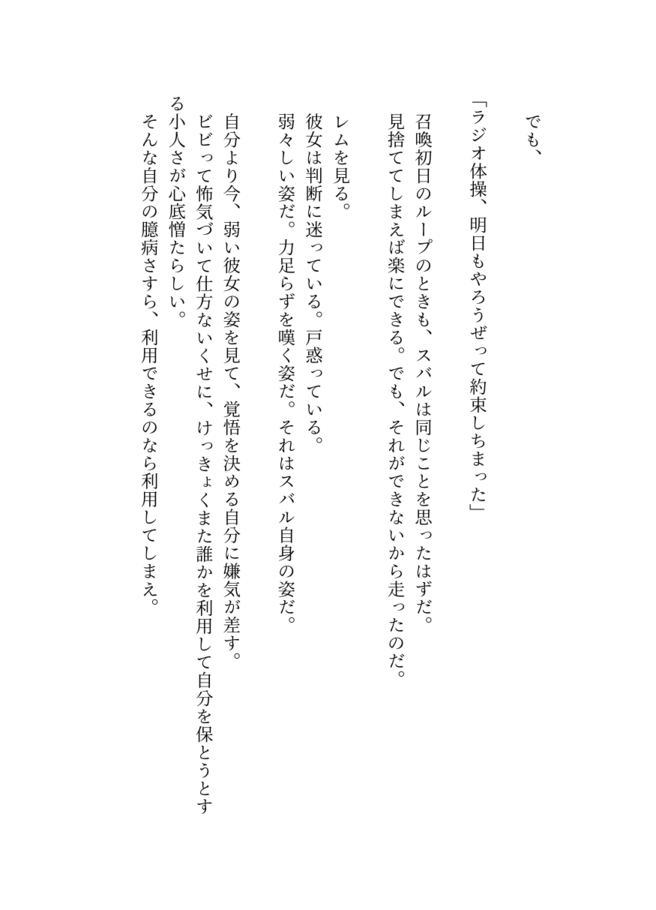 でも、
「ラジオ体操、明日もやろうぜって約束しちまった」
召喚初日のループのときも、スバルは同じことを思ったはずだ。
見捨ててしまえば楽にできる。でも、それができないから走ったのだ。
レムを見る。
彼女は判断に迷っている。戸惑っている。
弱々しい姿だ。力足らずを嘆く姿だ。それはスバル自身の姿だ。
自分より今、弱い彼女の姿を見て、覚悟を決める自分に嫌気が差す。
ビビって怖気づいて仕方ないくせに、けっきょくまた誰かを利用して自分を保とうとす
る小人さが心底憎たらしい。
そんな自分の臆病さすら、利用できるのなら利用してしまえ。